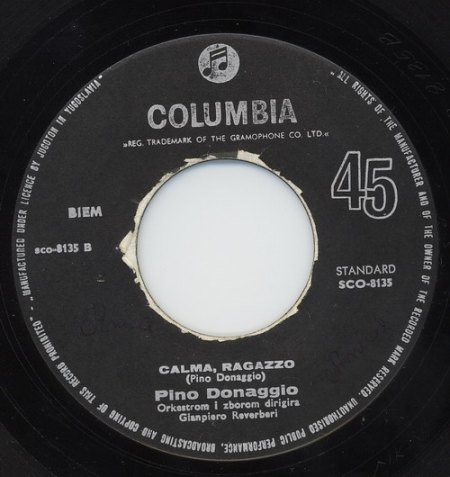 COLUMBIA
»REG. TRADEMARK OF THE GRAMOPHONE CO. LTD.«
45
BIEM
SCO-8135 B
STANDARD
SCO-8135
CALMA, RAGAZZO
(Pino Donaggio)
Pino Donaggio
Orkestrom i zborom dirigira
Gianpiero Reverberi
"MANUFACTURED UNDER LICENCE BY JUGOTON IN YUGOSLAVIA"
"ALL RIGHTS OF THE MANUFACTURER AND OF THE OWNER OF THE RECORDED MARK RESERVED. UNAUTHORISED PUBLIC PERFORMANCE, BROADCASTING AND COPYING OF THIS RECORD PROHIBITED -